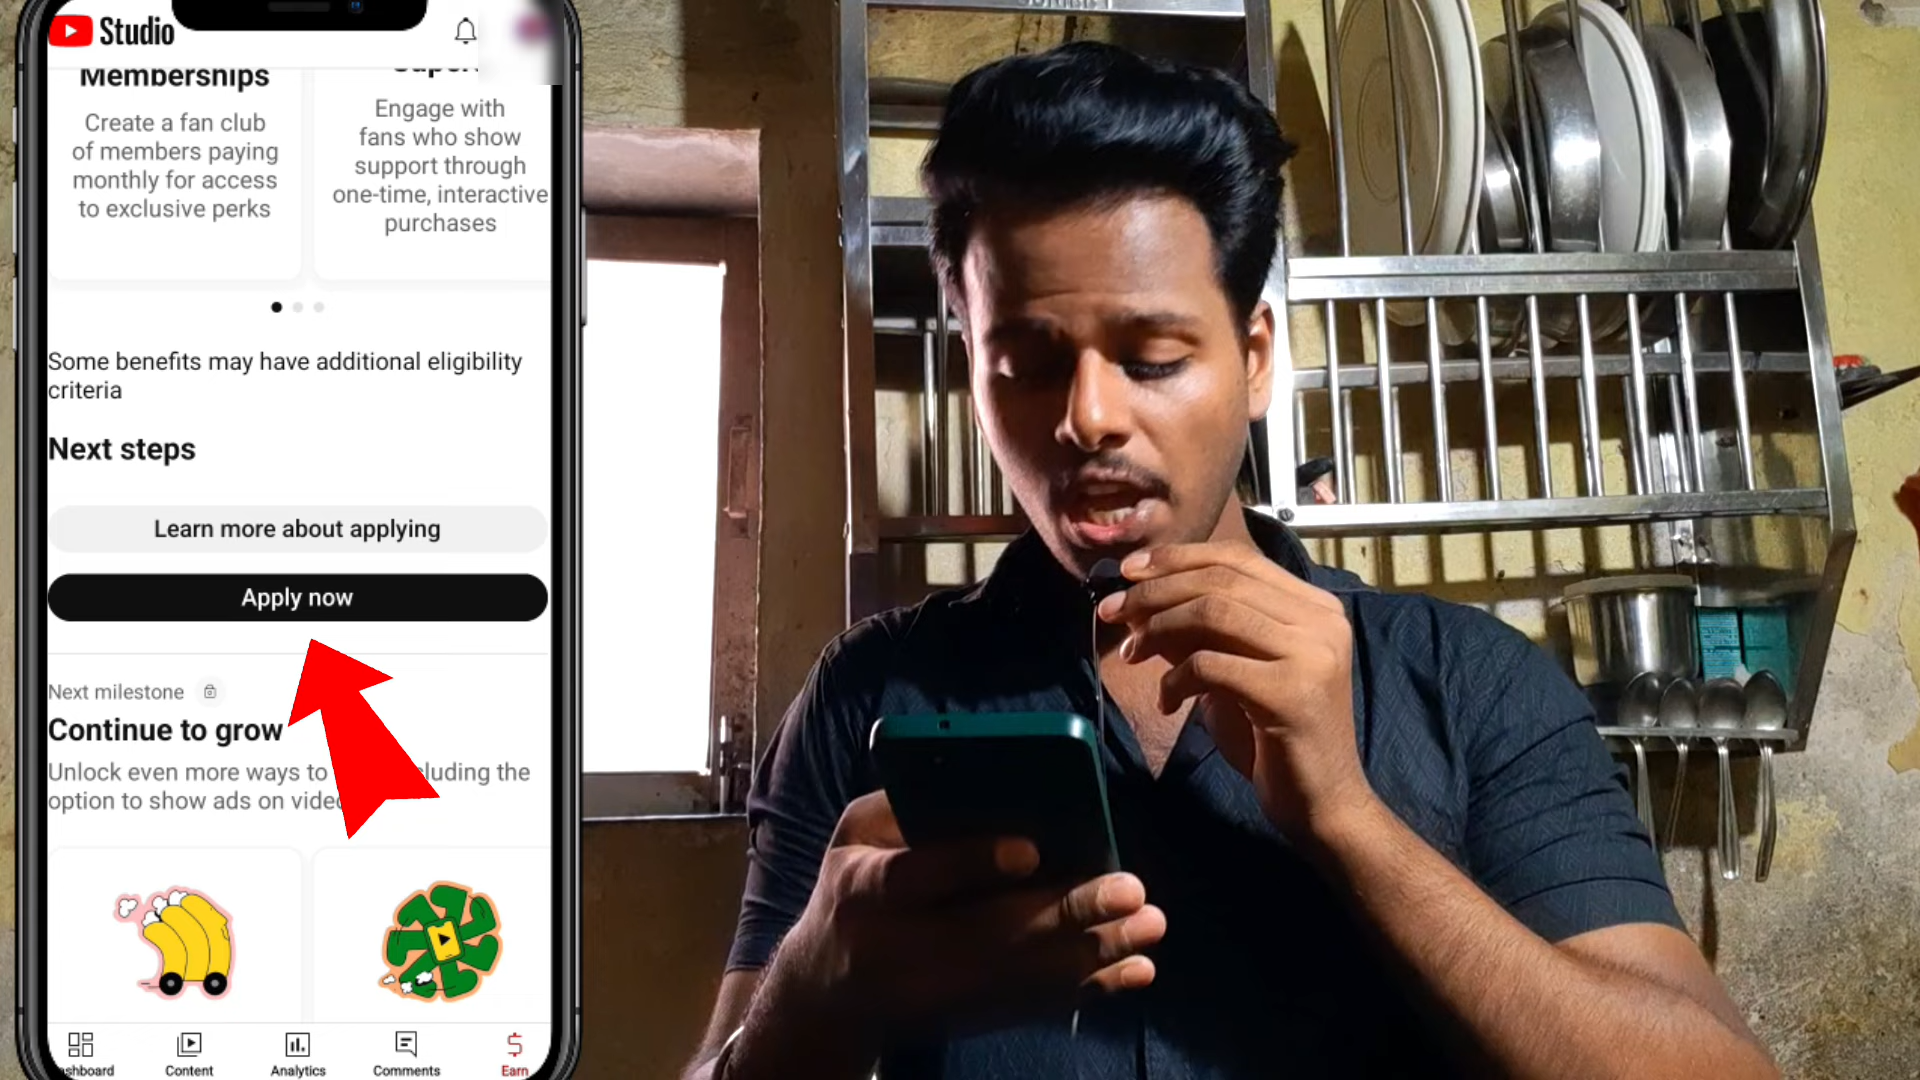 Studio
Memberships
Create a fan club
of members paying
monthly for access
to exclusive perks
Engage with
fans who show
support through
one-time, interactive
purchases
Some benefits may have additional eligibility
criteria
Next steps
Learn more about applying
Apply now
Next milestone
Continue to grow
Unlock even more ways to
cluding the
option to show ads on vide
shboard
Content
Analytics
Comments
Earn